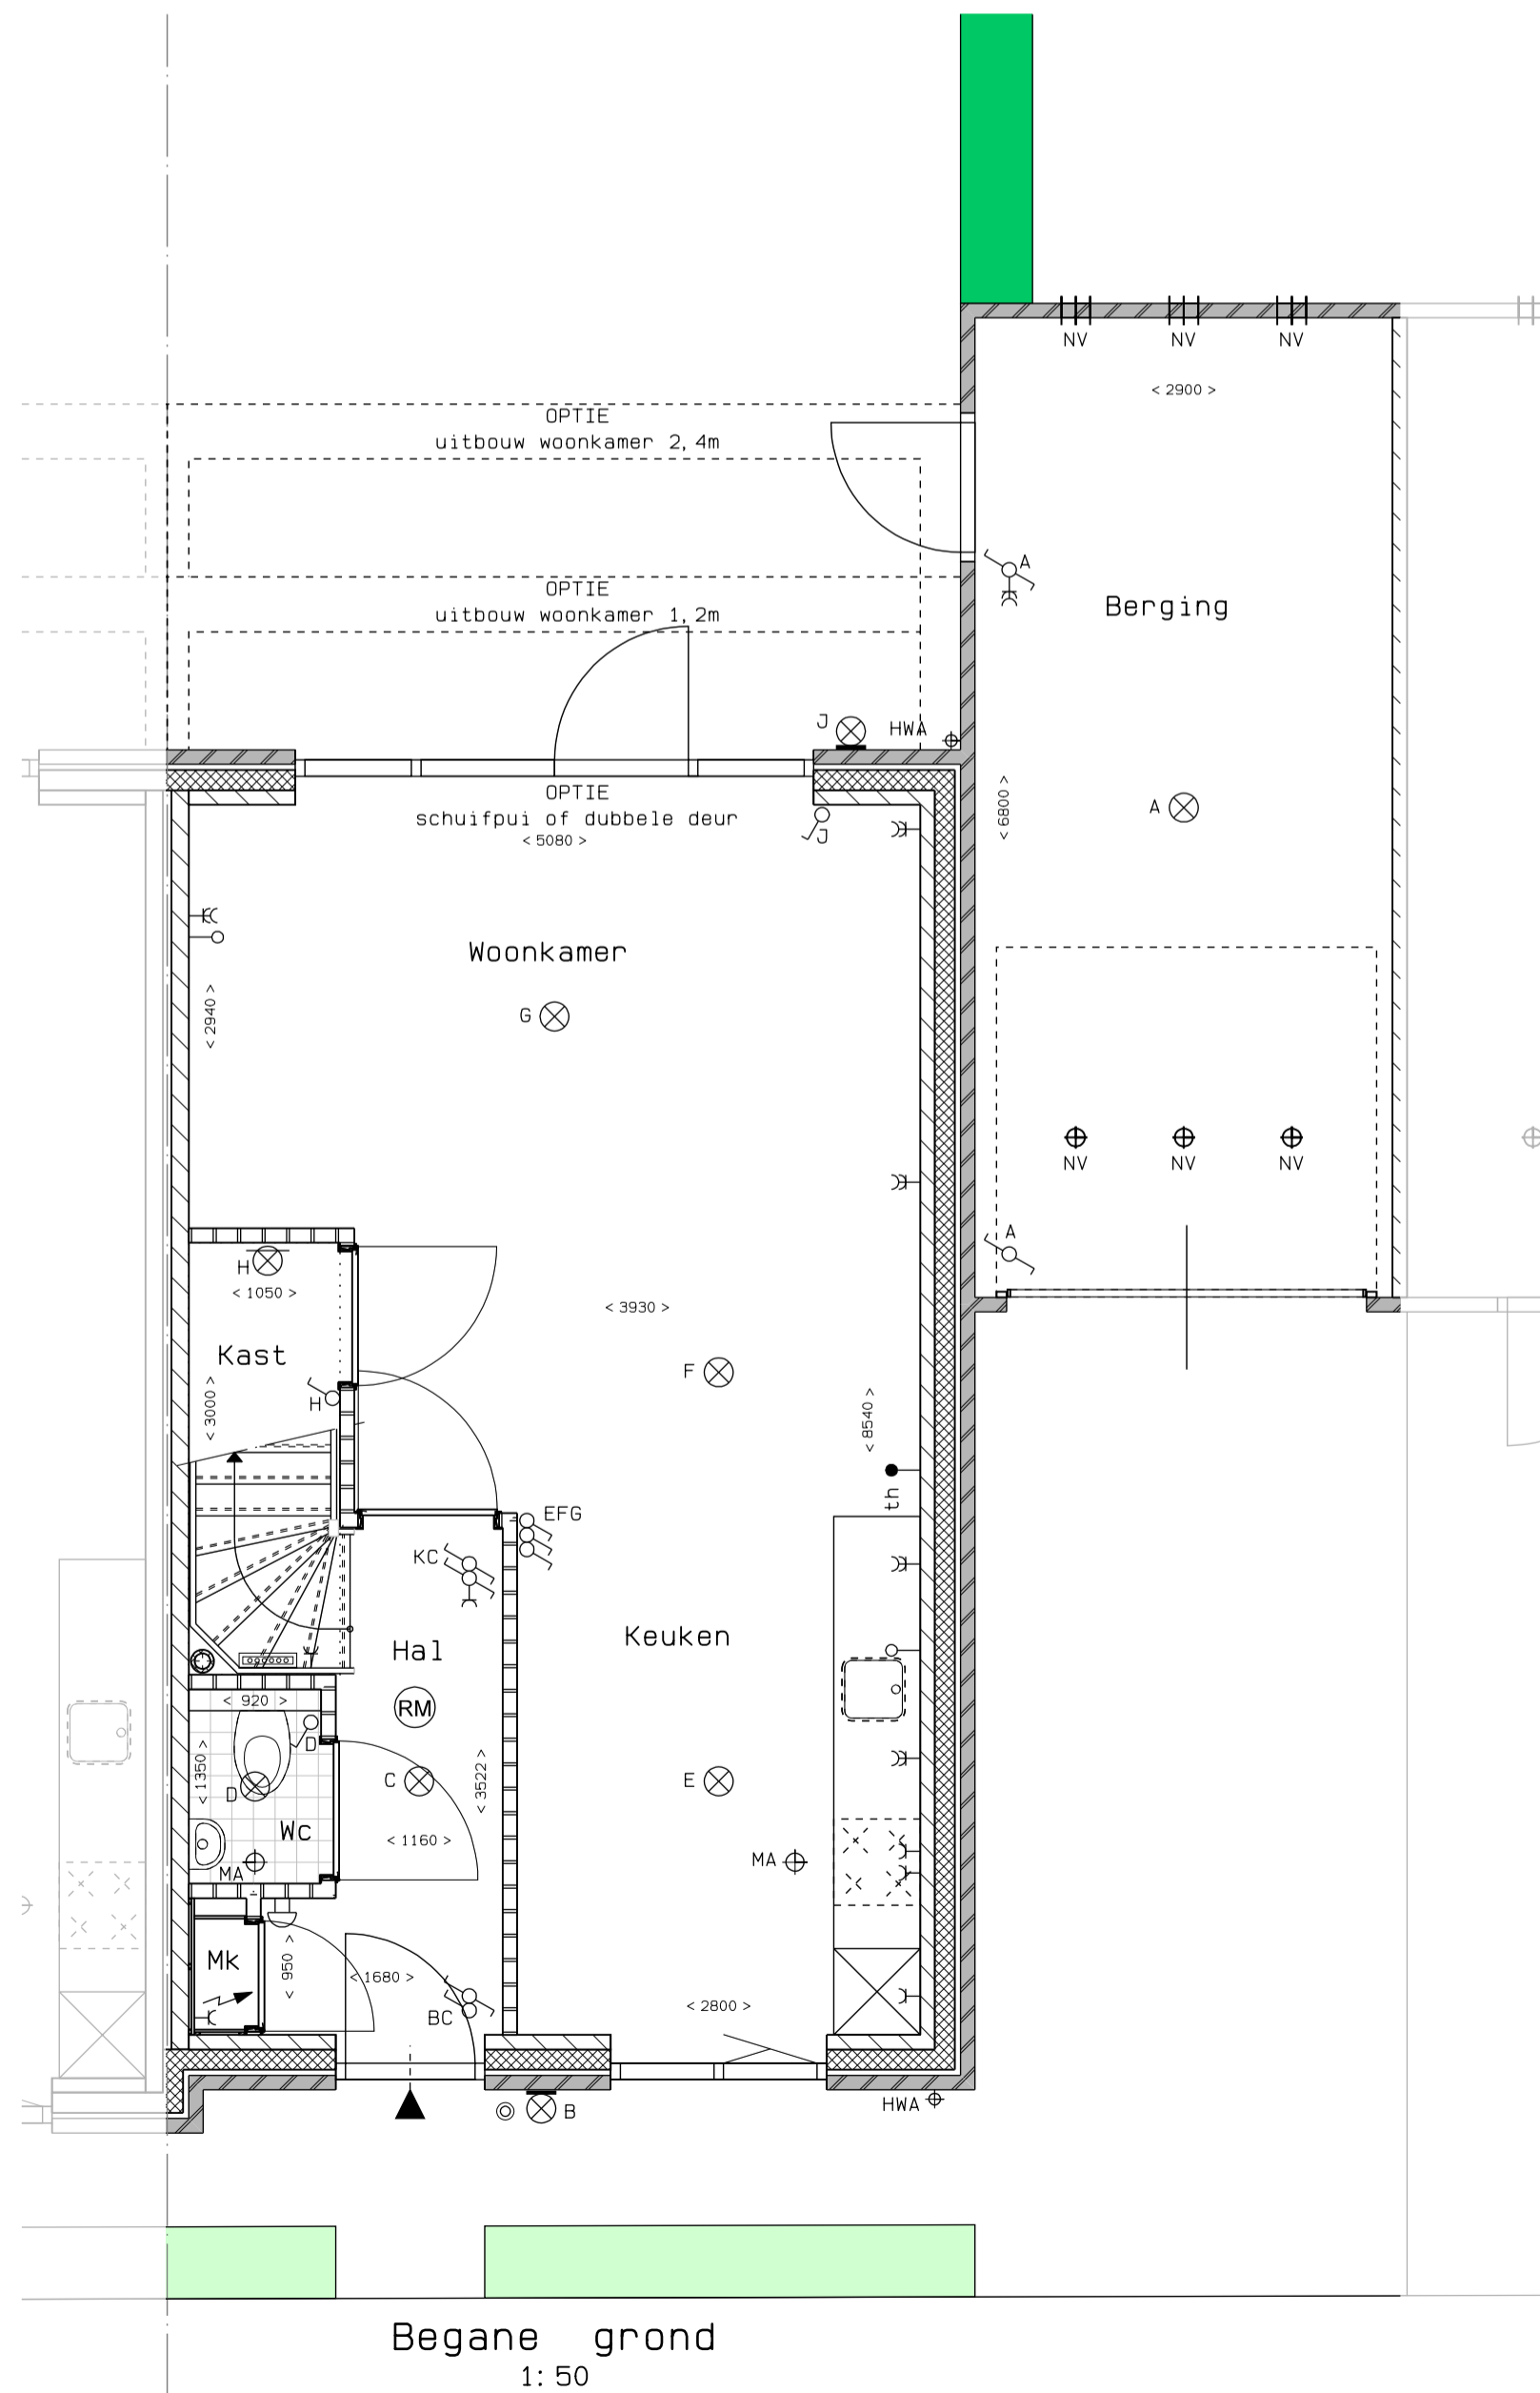 NV NV NV
< 2900 >
OPTIE
uitbouw woonkamer 2,4m
A
OPTIE
uitbouw woonkamer 1,2m
Berging
J
HWA
OPTIE
schuifpui of dubbele deur
< 5080 >
J
< 6800 >
A
Woonkamer
< 2940 >
G
NV NV NV
A
H
< 1050 >
< 3930 >
Kast
F
H
< 3000 >
< 8540 >
th
EFG
KC
Keuken
Hal
< 920 >
RM
D
< 1350 >
D
C
< 3522 >
E
Wc
< 1160 >
MA
MA
Mk
< 950 >
< 1680 >
BC
< 2800 >
B
HWA
Begane grond
1:50